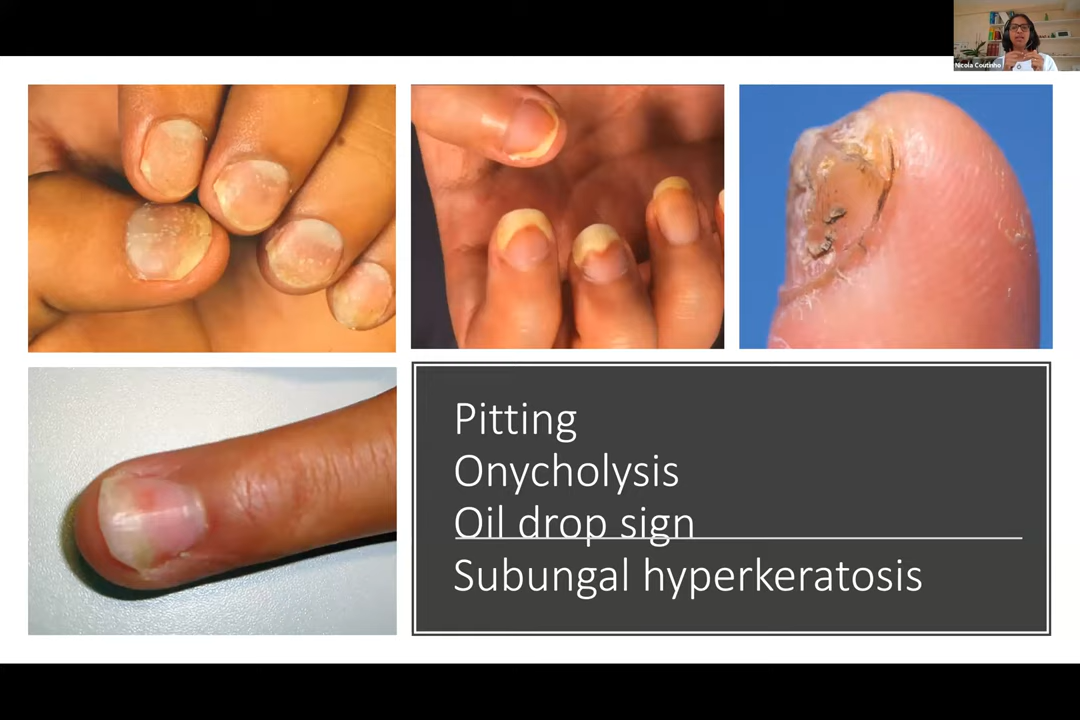 Nicola Coutinho
Pitting
Onycholysis
Oil drop sign
Subungal hyperkeratosis